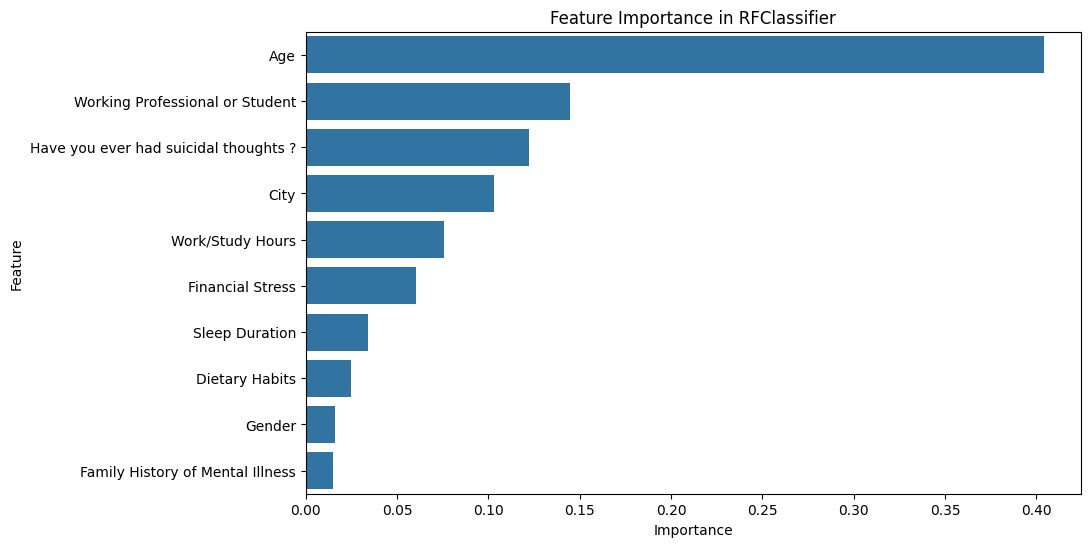 Feature Importance in RFClassifier
Feature
Age
Working Professional or Student
Have you ever had suicidal thoughts ?
City
Work/Study Hours
Financial Stress
Sleep Duration
Dietary Habits
Gender
Family History of Mental Illness
0.00 0.05 0.10 0.15 0.20 0.25 0.30 0.35 0.40
Importance